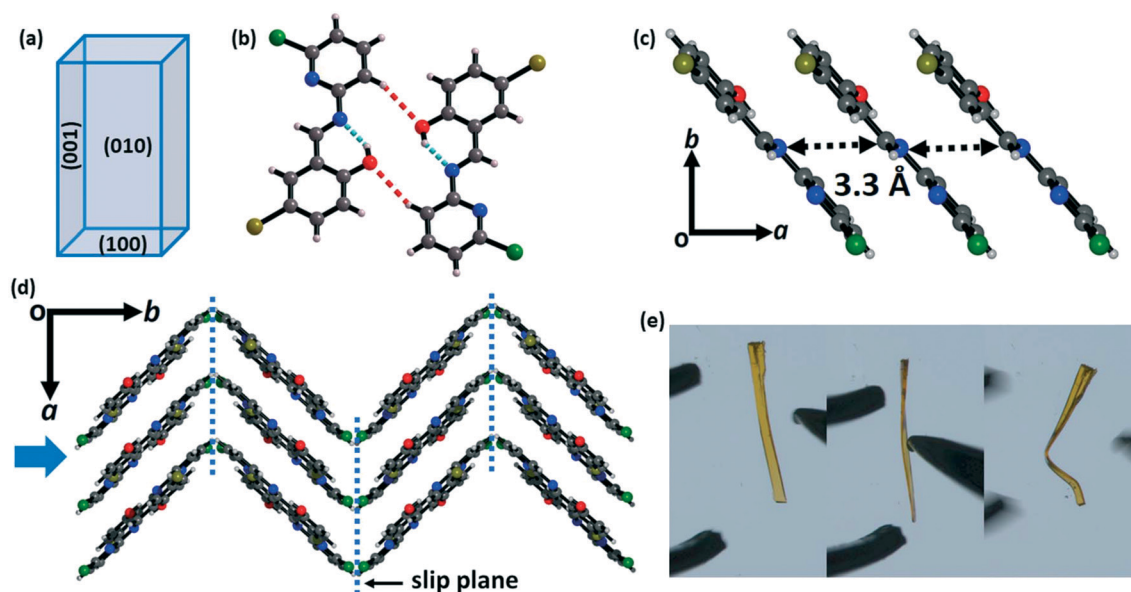 (a)
(001)
(010)
(100)
(b)
(c)
b
o
a
3.3 Å
(d)
o
b
a
slip plane
(e)